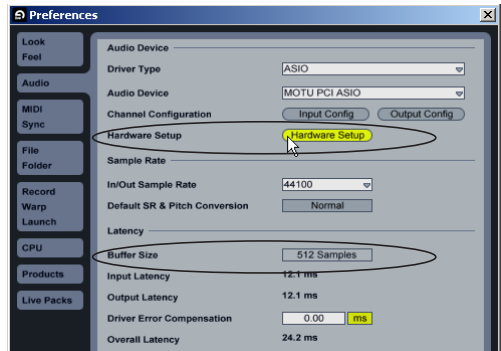 Preferences
Look
Feel
Audio
MIDI
Sync
File
Folder
Record
Warp
Launch
CPU
Products
Live Packs
Audio Device
Driver Type ASIO
Audio Device MOTU PCI ASIO
Channel Configuration Input Config Output Config
Hardware Setup Hardware Setup
Sample Rate
In/Out Sample Rate 44100
Default SR & Pitch Conversion Normal
Latency
Buffer Size 512 Samples
Input Latency 12.1 ms
Output Latency 12.1 ms
Driver Error Compensation 0.00 ms
Overall Latency 24.2 ms